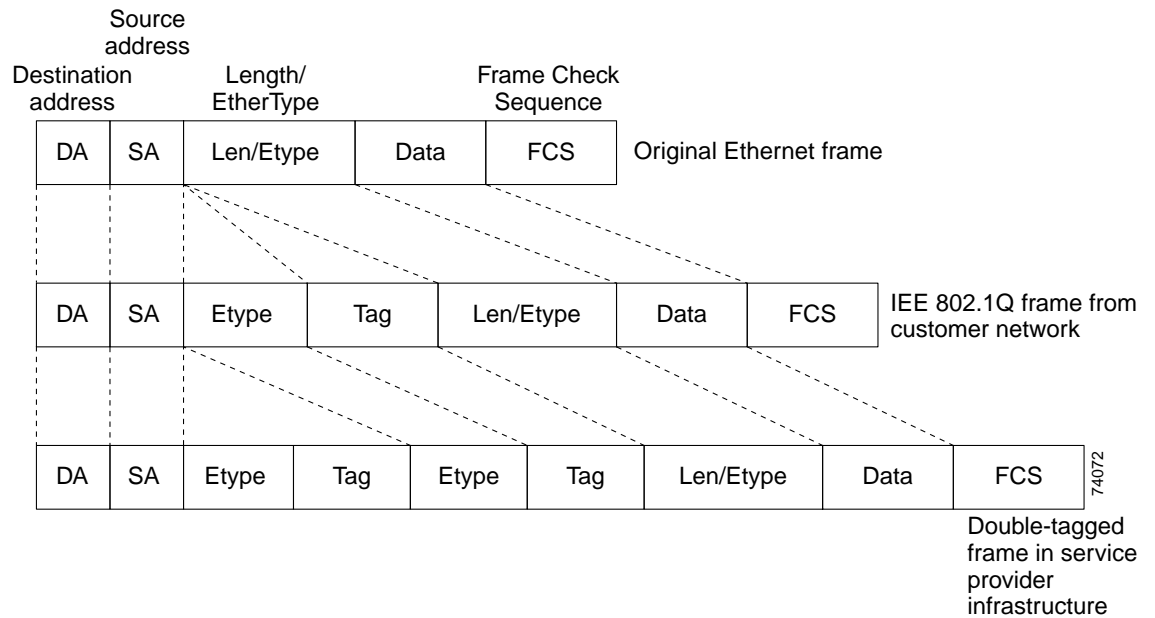 Source
address
Destination
address
Length/
EtherType
Frame Check
Sequence
DA SA Len/Etype Data FCS Original Ethernet frame
DA SA Etype Tag Len/Etype Data FCS
IEE 802.1Q frame from
customer network
DA SA Etype Tag Etype Tag Len/Etype Data FCS
74072
Double-tagged
frame in service
provider
infrastructure